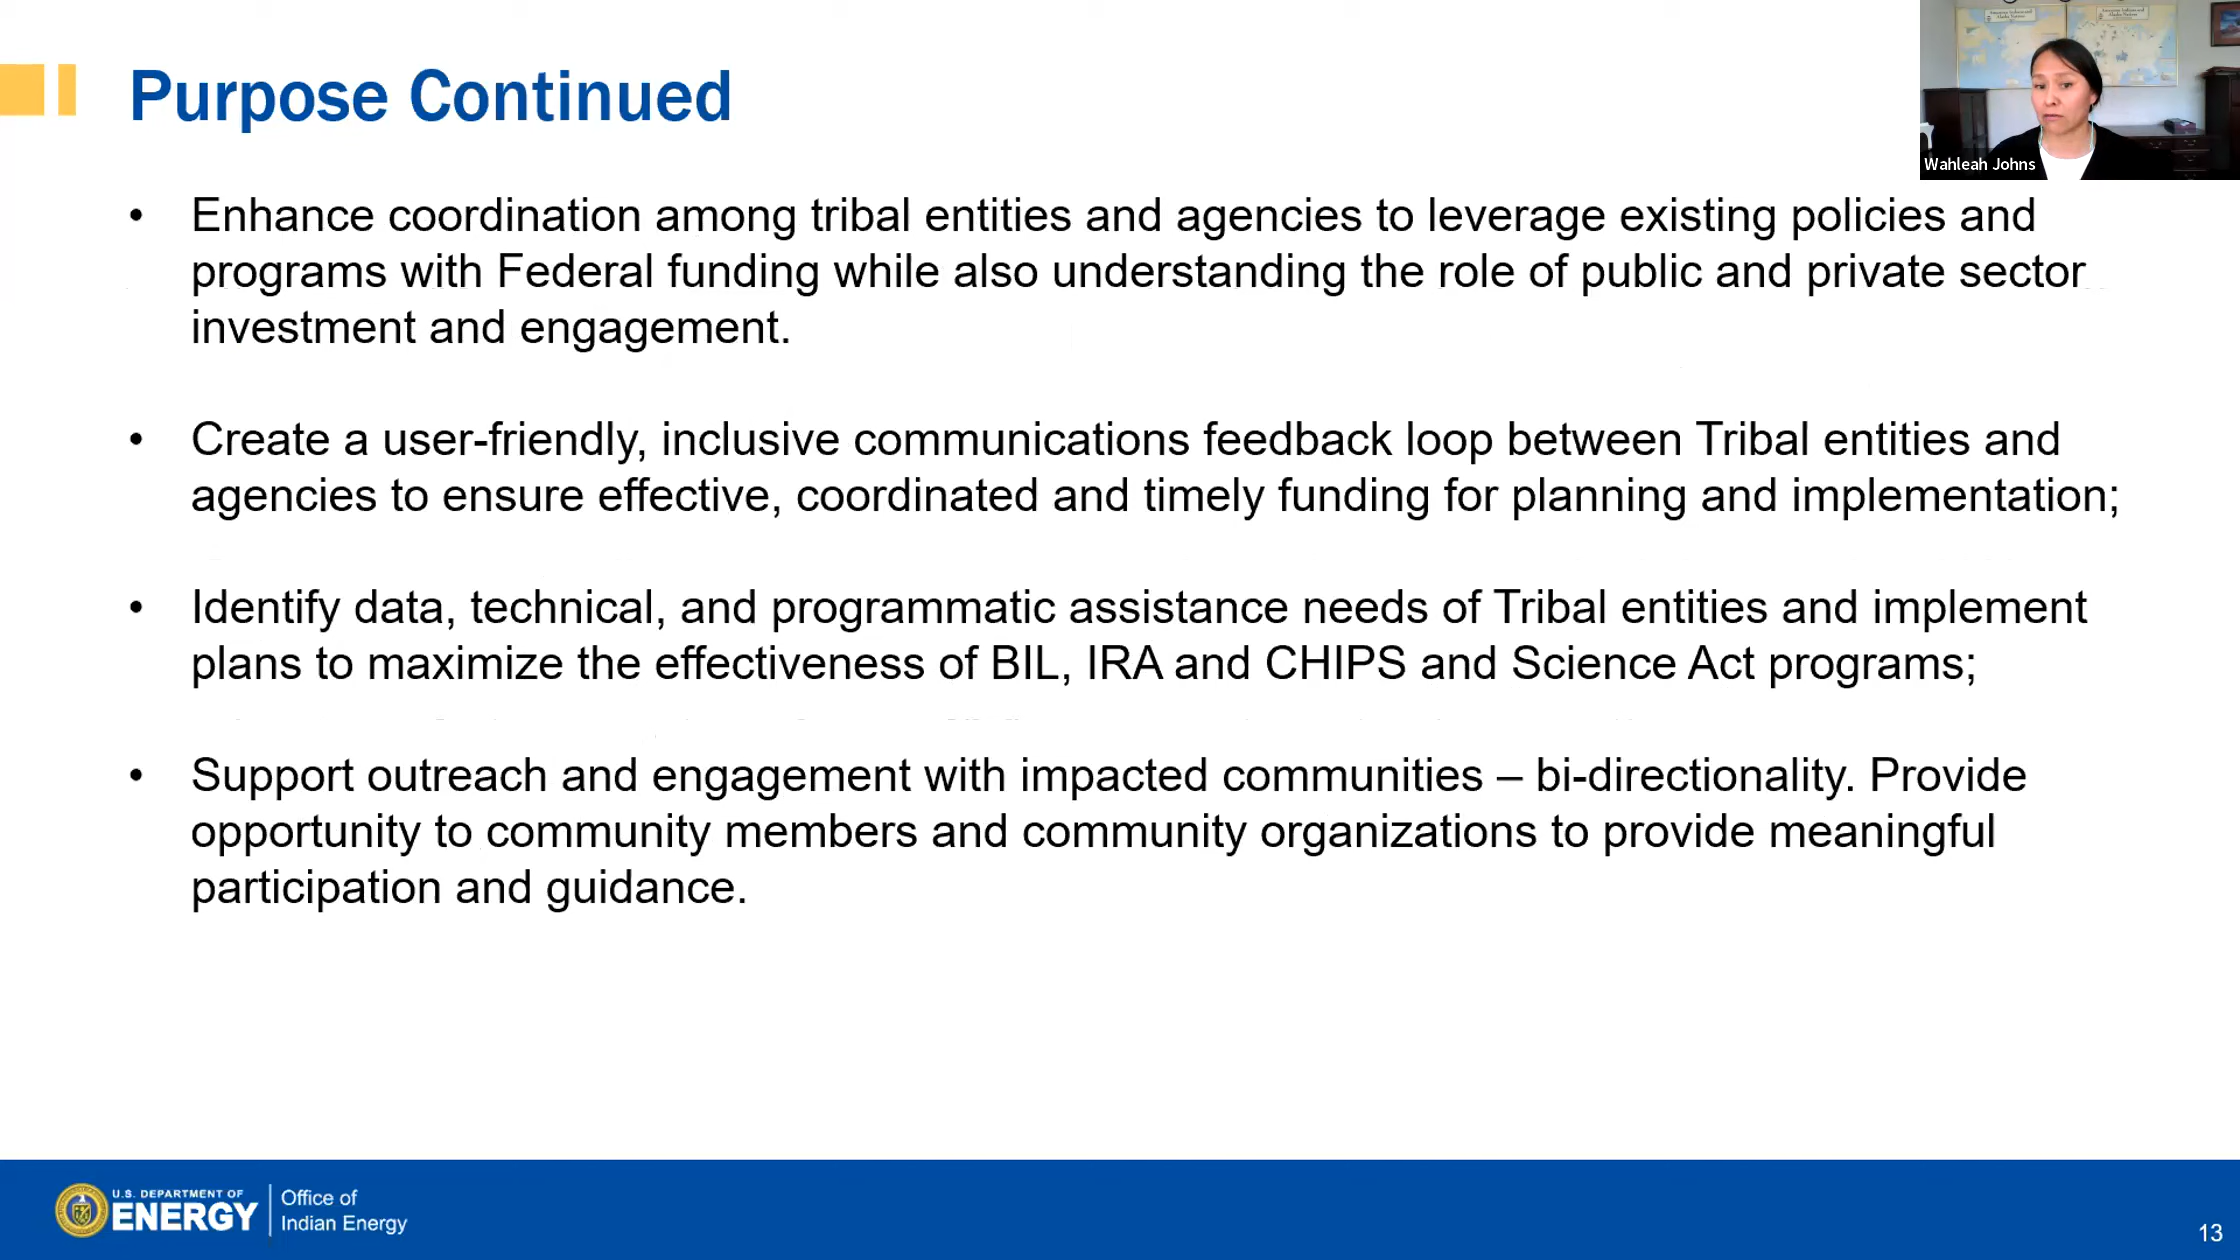 Purpose Continued
Wahleah Johns
• Enhance coordination among tribal entities and agencies to leverage existing policies and
programs with Federal funding while also understanding the role of public and private sector
investment and engagement.
• Create a user-friendly, inclusive communications feedback loop between Tribal entities and
agencies to ensure effective, coordinated and timely funding for planning and implementation;
• Identify data, technical, and programmatic assistance needs of Tribal entities and implement
plans to maximize the effectiveness of BIL, IRA and CHIPS and Science Act programs;
• Support outreach and engagement with impacted communities – bi-directionality. Provide
opportunity to community members and community organizations to provide meaningful
participation and guidance.
U.S. DEPARTMENT OF
ENERGY
Office of
Indian Energy
13